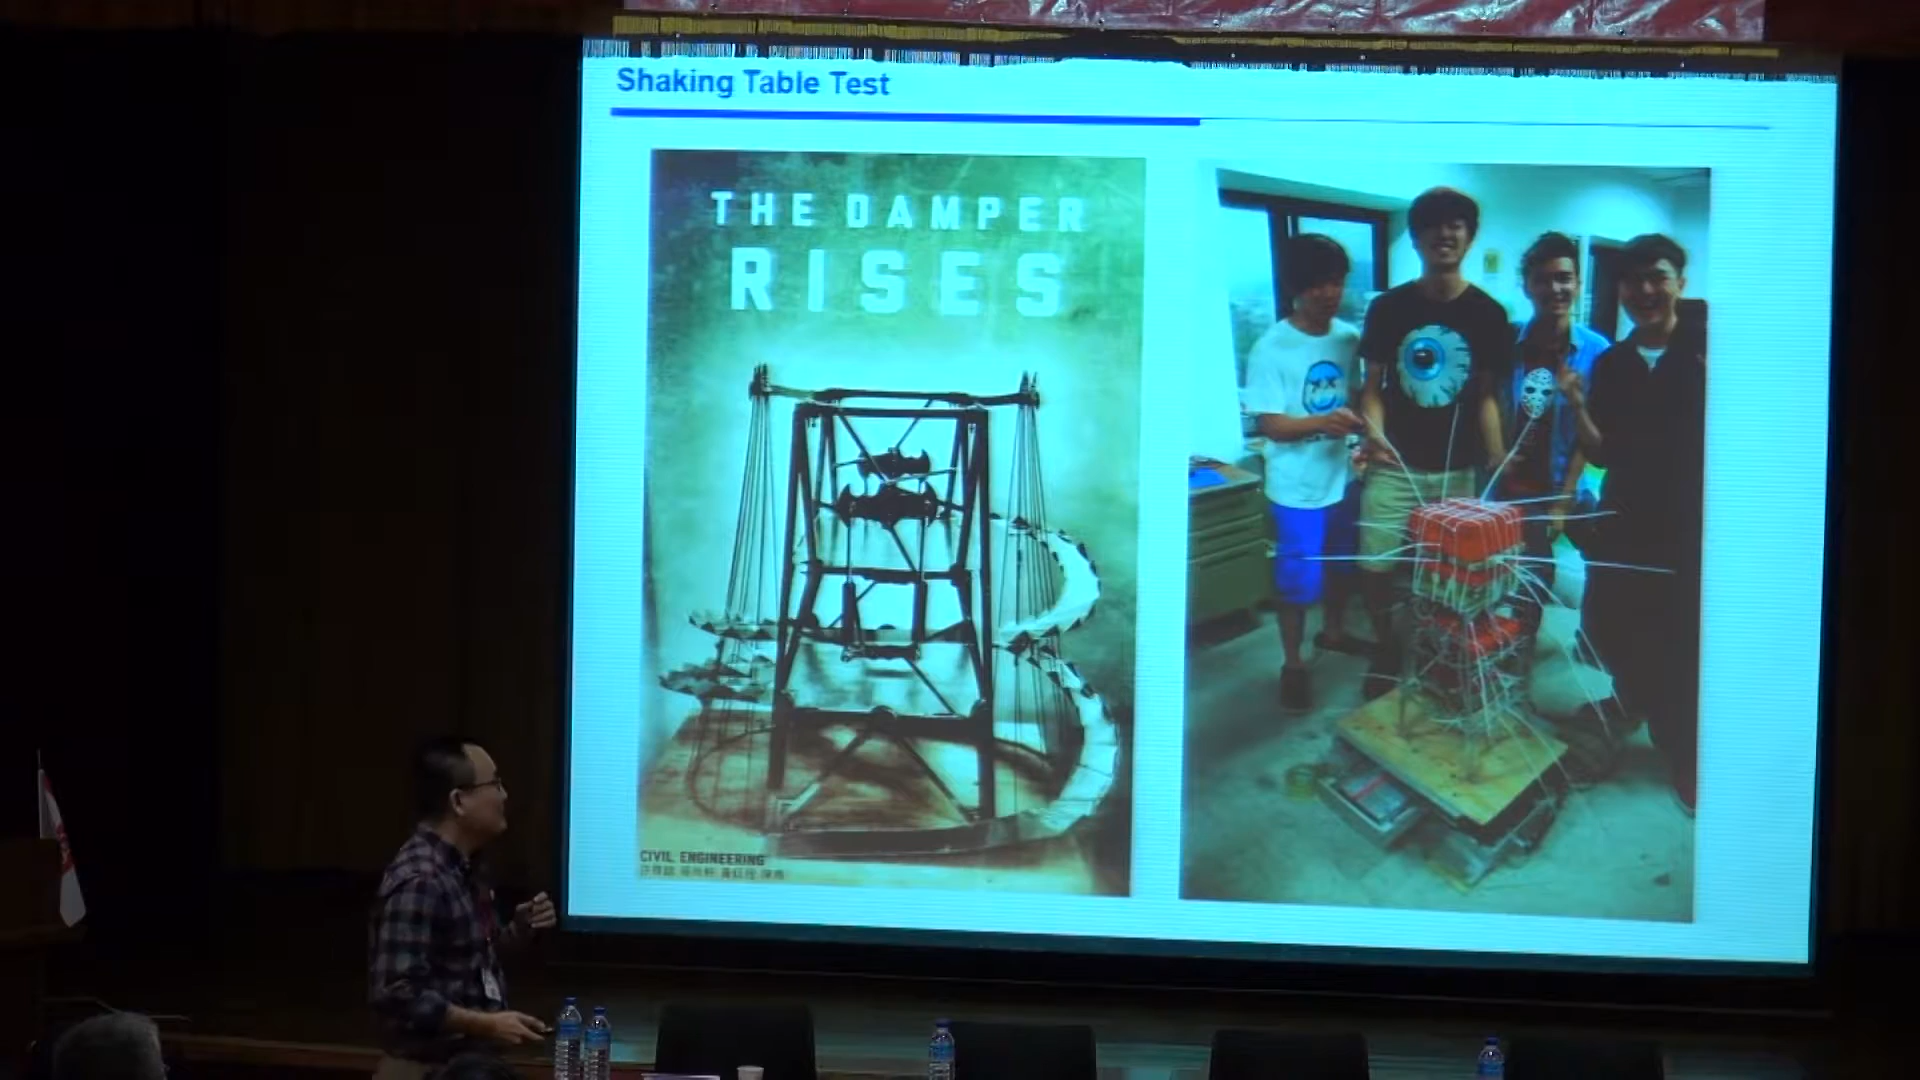 Shaking Table Test
THE DAMPER
RISES
CIVIL ENGINEERING